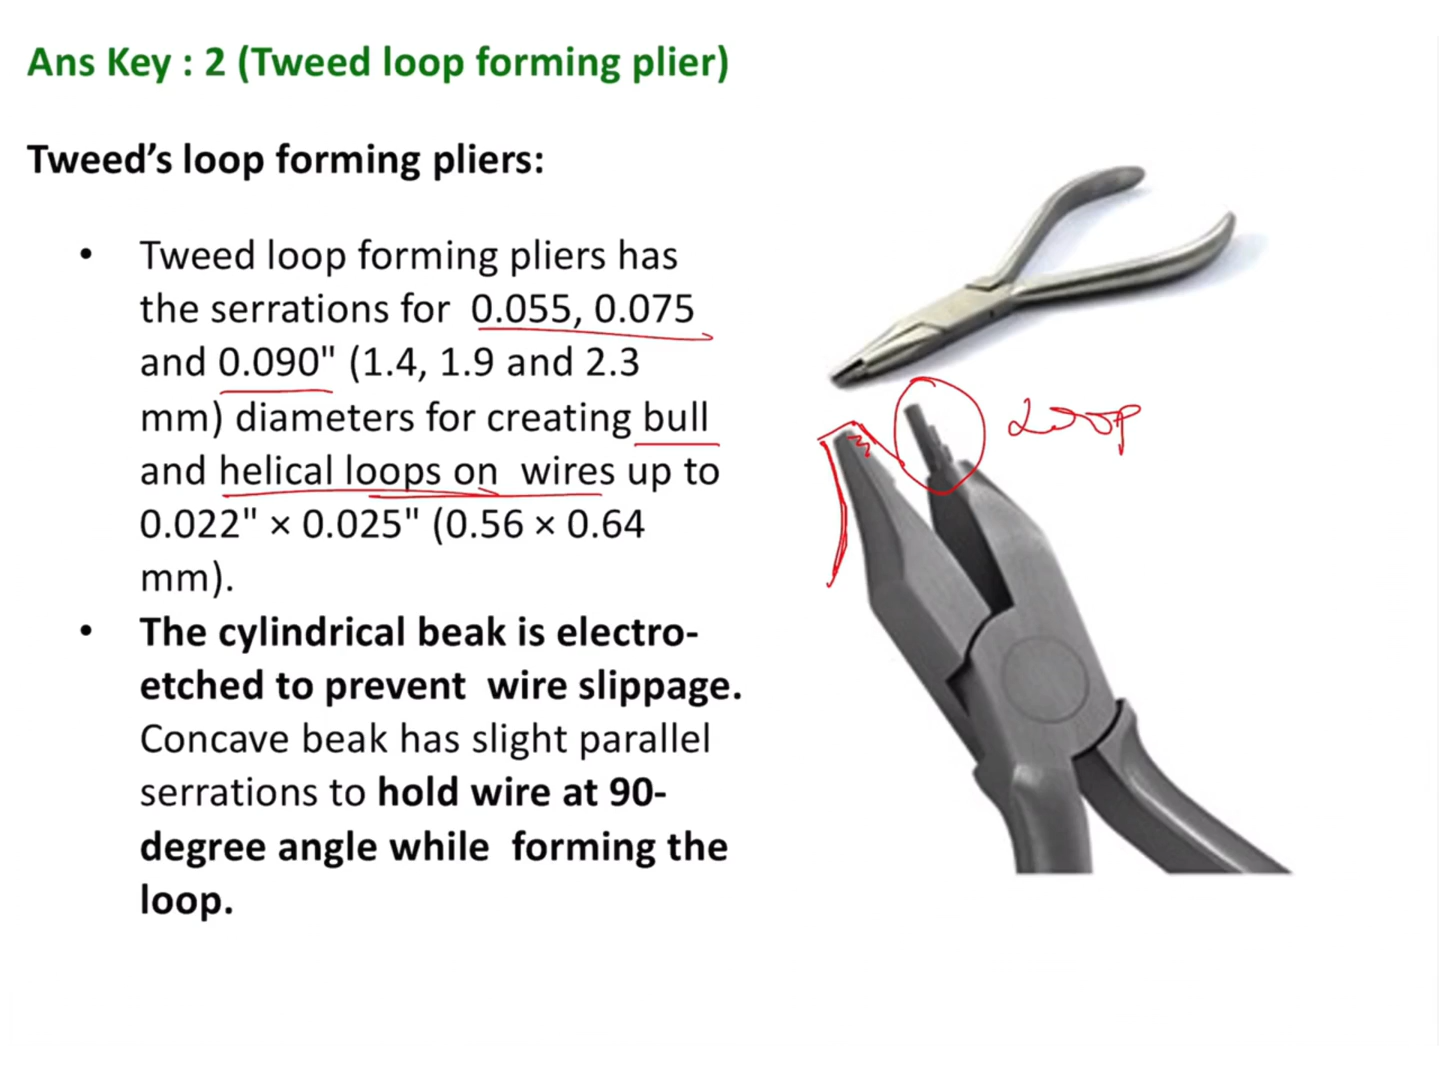 Ans Key : 2 (Tweed loop forming plier)
Tweed’s loop forming pliers:
• Tweed loop forming pliers has
the serrations for 0.055, 0.075
and 0.090" (1.4, 1.9 and 2.3
mm) diameters for creating bull
and helical loops on wires up to
0.022" × 0.025" (0.56 × 0.64
mm).
• The cylindrical beak is electro-
etched to prevent wire slippage.
Concave beak has slight parallel
serrations to hold wire at 90-
degree angle while forming the
loop.
Loop